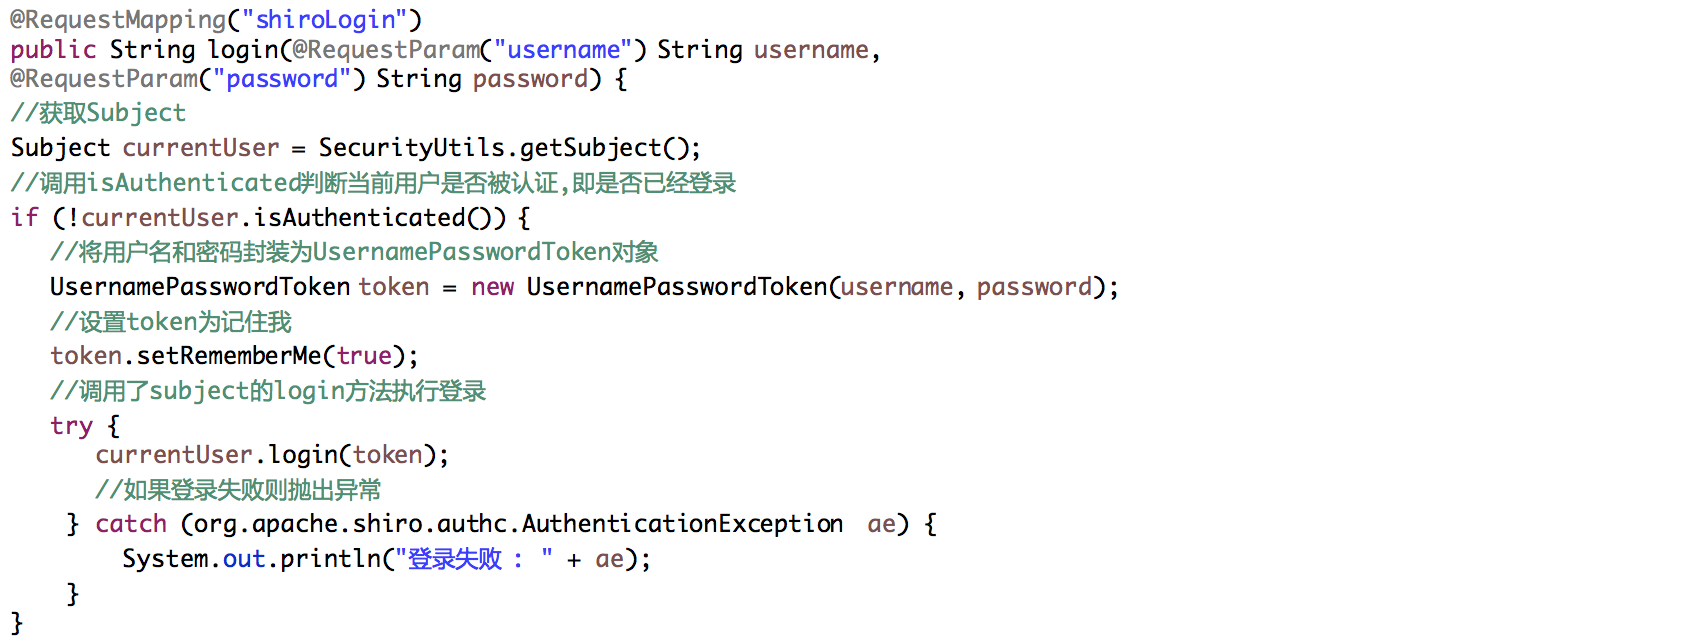 @RequestMapping("shiroLogin")
public String login(@RequestParam("username") String username,
@RequestParam("password") String password) {
//获取Subject
Subject currentUser = SecurityUtils.getSubject();
//调用isAuthenticated判断当前用户是否被认证,即是否已经登录
if (!currentUser.isAuthenticated()) {
//将用户名和密码封装为UsernamePasswordToken对象
UsernamePasswordToken token = new UsernamePasswordToken(username, password);
//设置token为记住我
token.setRememberMe(true);
//调用了subject的login方法执行登录
try {
currentUser.login(token);
//如果登录失败则抛出异常
} catch (org.apache.shiro.authc.AuthenticationException ae) {
System.out.println("登录失败 : " + ae);
}
}